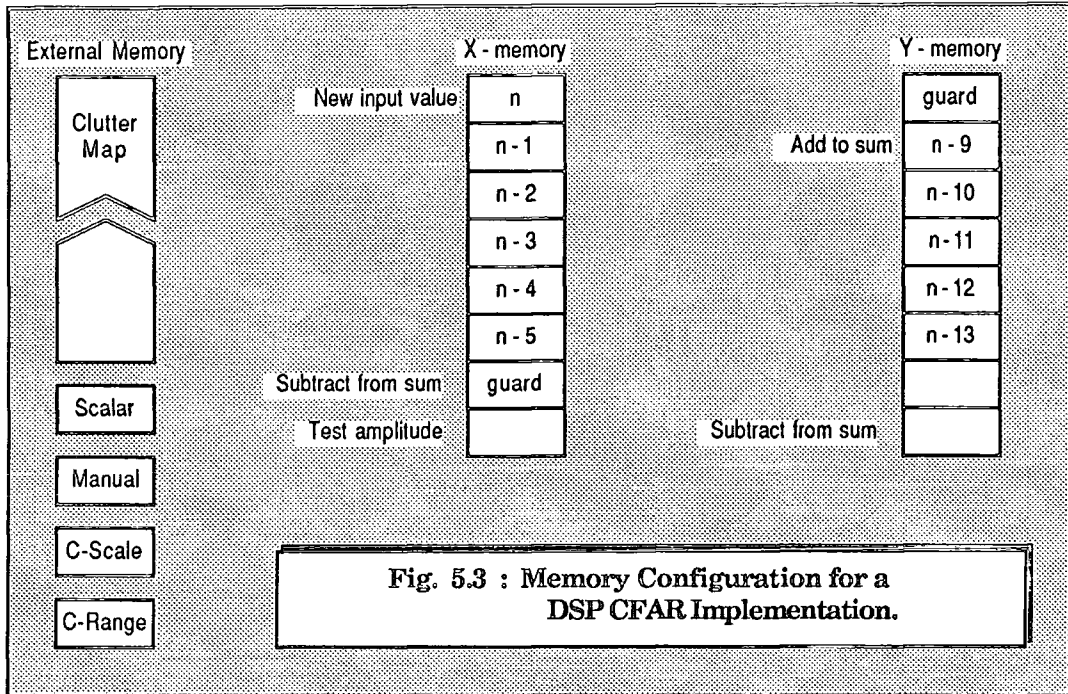 External Memory
Clutter
Map
Scalar
Manual
C-Scale
C-Range
X - memory
New input value
n
n - 1
n - 2
n - 3
n - 4
n - 5
Subtract from sum
guard
Test amplitude
Y - memory
guard
Add to sum
n - 9
n - 10
n - 11
n - 12
n - 13
Subtract from sum
Fig. 5.3 : Memory Configuration for a
DSP CFAR Implementation.